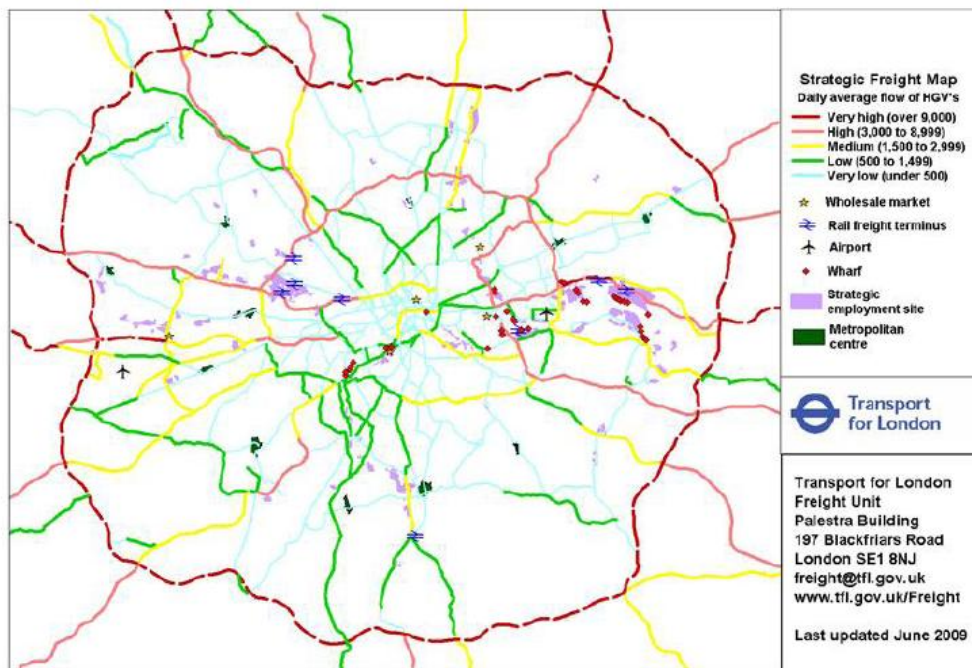 Strategic Freight Map
Daily average flow of HGV's
Very high (over 9,000)
High (3,000 to 8,999)
Medium (1,500 to 2,999)
Low (500 to 1,499)
Very low (under 500)
Wholesale market
Rail freight terminus
Airport
Wharf
Strategic
employment site
Metropolitan
centre
Transport
for London
Transport for London
Freight Unit
Palestra Building
197 Blackfriars Road
London SE1 8NJ
freight@tfl.gov.uk
www.tfl.gov.uk/Freight
Last updated June 2009